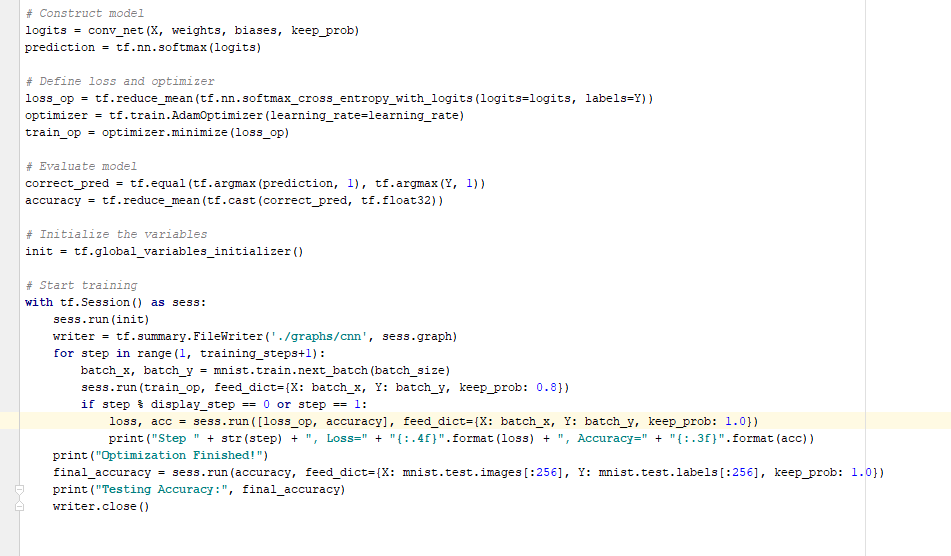 # Construct model
logits = conv_net(X, weights, biases, keep_prob)
prediction = tf.nn.softmax(logits)

# Define loss and optimizer
loss_op = tf.reduce_mean(tf.nn.softmax_cross_entropy_with_logits(logits=logits, labels=Y))
optimizer = tf.train.AdamOptimizer(learning_rate=learning_rate)
train_op = optimizer.minimize(loss_op)

# Evaluate model
correct_pred = tf.equal(tf.argmax(prediction, 1), tf.argmax(Y, 1))
accuracy = tf.reduce_mean(tf.cast(correct_pred, tf.float32))

# Initialize the variables
init = tf.global_variables_initializer()

# Start training
with tf.Session() as sess:
    sess.run(init)
    writer = tf.summary.FileWriter('./graphs/cnn', sess.graph)
    for step in range(1, training_steps+1):
        batch_x, batch_y = mnist.train.next_batch(batch_size)
        sess.run(train_op, feed_dict={X: batch_x, Y: batch_y, keep_prob: 0.8})
        if step % display_step == 0 or step == 1:
            loss, acc = sess.run([loss_op, accuracy], feed_dict={X: batch_x, Y: batch_y, keep_prob: 1.0})
            print("Step " + str(step) + ", Loss=" + "{:.4f}".format(loss) + ", Accuracy=" + "{:.3f}".format(acc))
    print("Optimization Finished!")
    final_accuracy = sess.run(accuracy, feed_dict={X: mnist.test.images[:256], Y: mnist.test.labels[:256], keep_prob: 1.0})
    print("Testing Accuracy:", final_accuracy)
    writer.close()